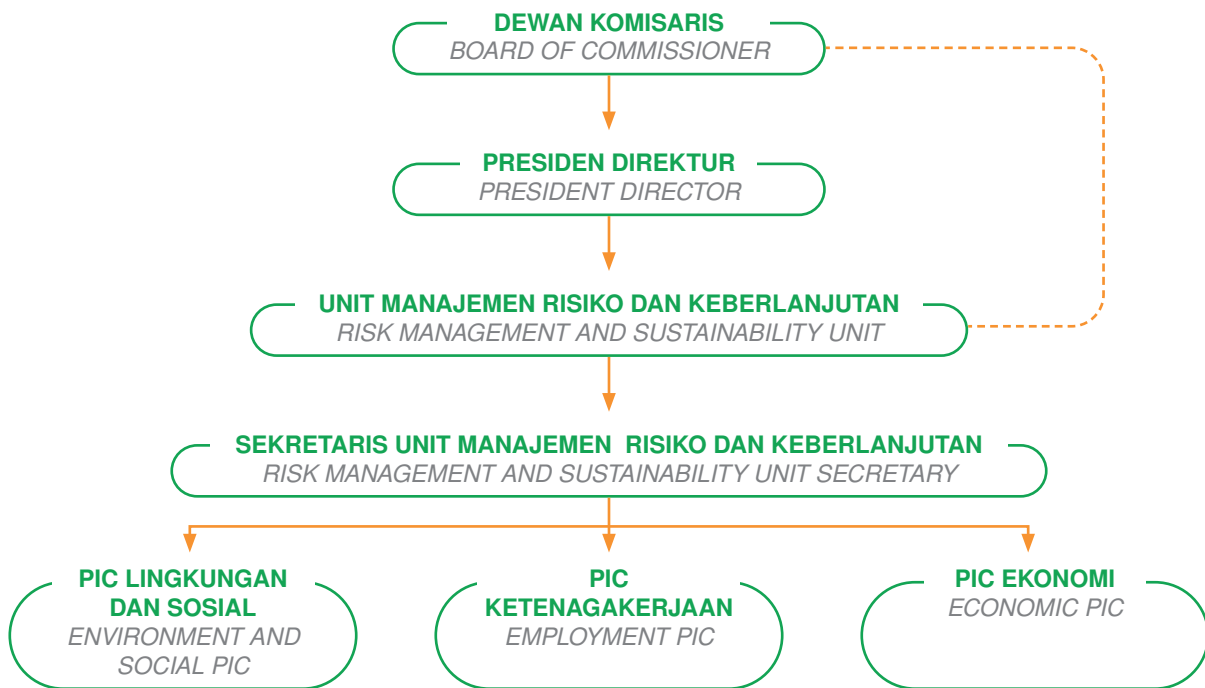 DEWAN KOMISARIS
BOARD OF COMMISSIONER
PRESIDEN DIREKTUR
PRESIDENT DIRECTOR
UNIT MANAJEMEN RISIKO DAN KEBERLANJUTAN
RISK MANAGEMENT AND SUSTAINABILITY UNIT
SEKRETARIS UNIT MANAJEMEN RISIKO DAN KEBERLANJUTAN
RISK MANAGEMENT AND SUSTAINABILITY UNIT SECRETARY
PIC LINGKUNGAN
DAN SOSIAL
ENVIRONMENT AND
SOCIAL PIC
PIC
KETENAGAKERJAAN
EMPLOYMENT PIC
PIC EKONOMI
ECONOMIC PIC